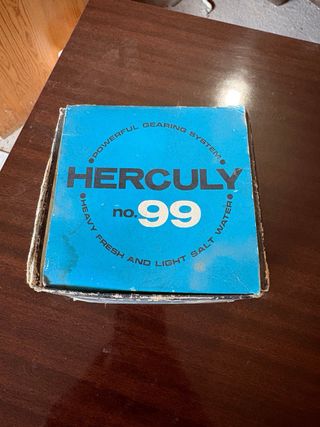 •POWERFUL GEARING SYSTEM•
HERCULY
no.99
•HEAVY FRESH AND LIGHT SALT WATER•